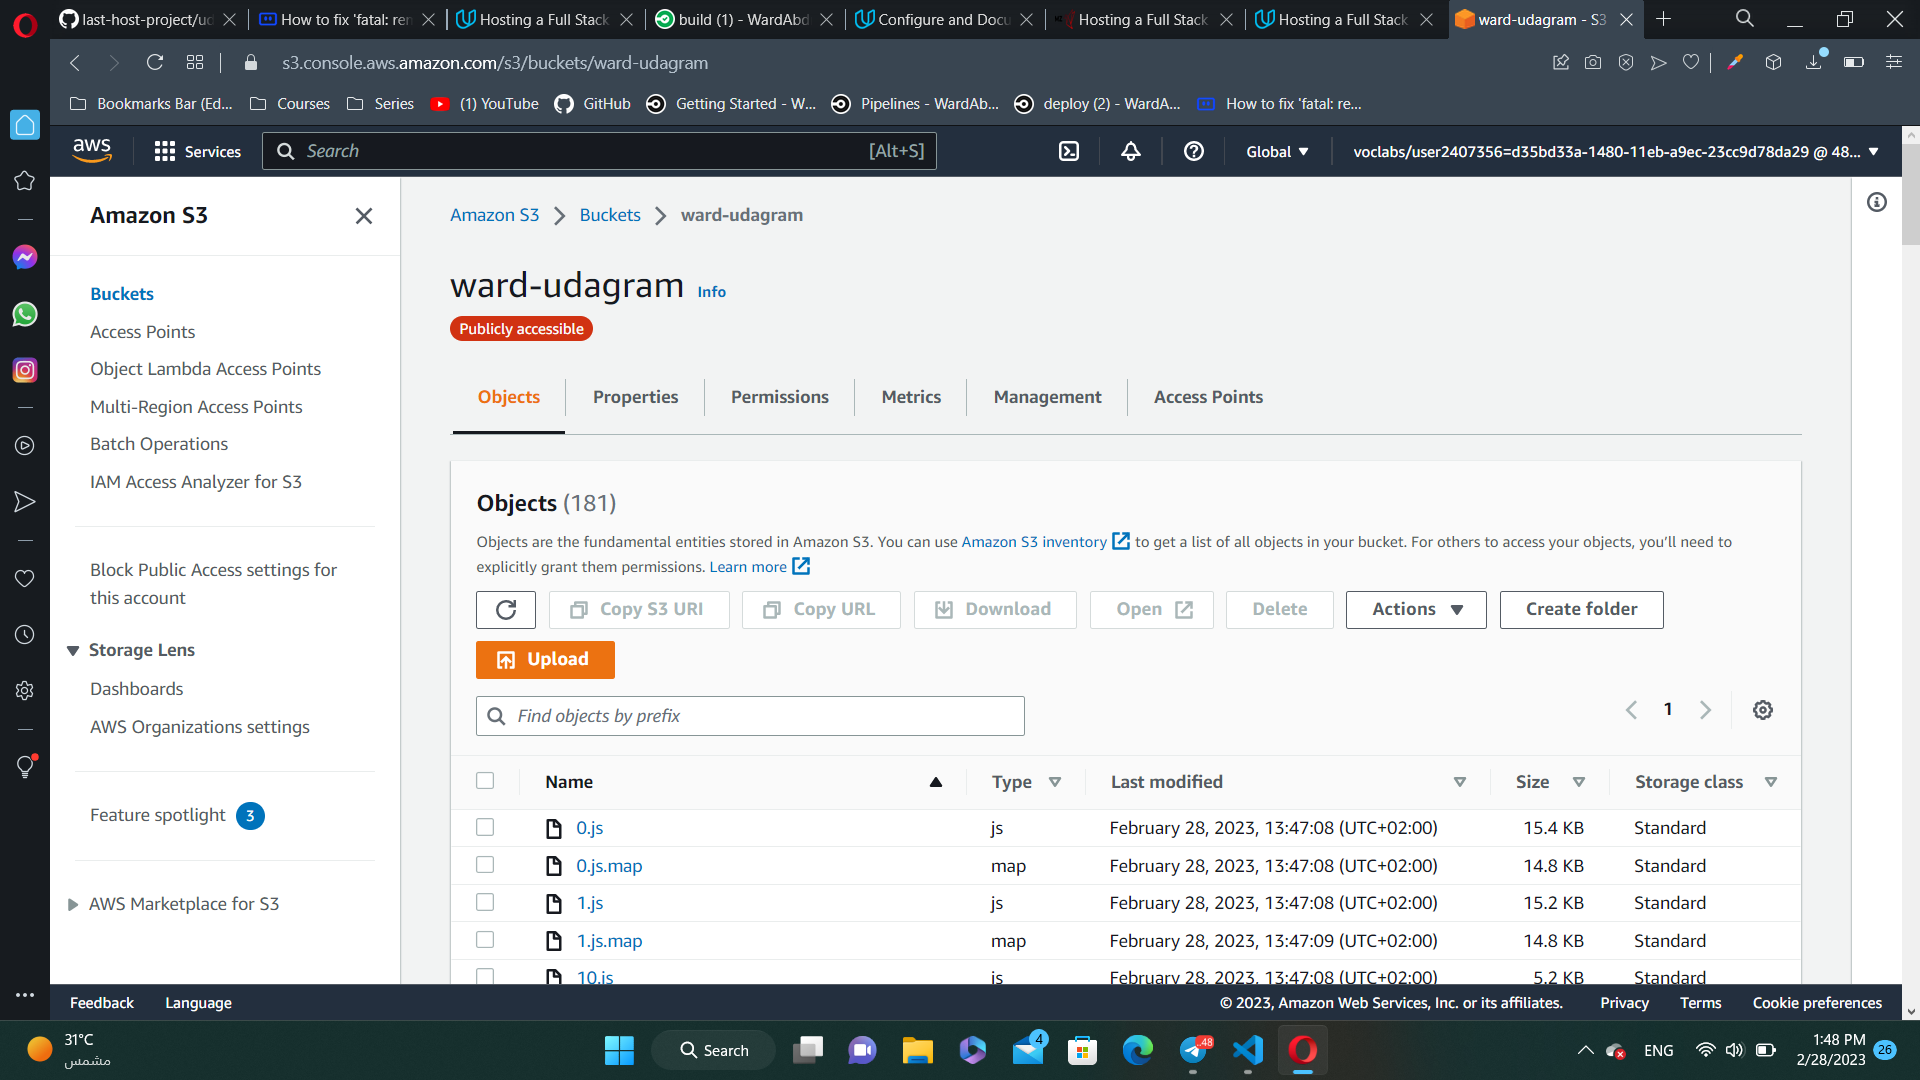 last-host-project/ud
How to fix 'fatal: ren
Hosting a Full Stack
build (1) - WardAbd
Configure and Docu
Hosting a Full Stack
Hosting a Full Stack
ward-udagram - S3
s3.console.aws.amazon.com/s3/buckets/ward-udagram
Bookmarks Bar (Ed...
Courses
Series
(1) YouTube
GitHub
Getting Started - W...
Pipelines - WardAb...
deploy (2) - WardA...
How to fix 'fatal: re...
aws
Services
Search
[Alt+S]
Global
voclabs/user2407356=d35bd33a-1480-11eb-a9ec-23cc9d78da29 @ 48...
Amazon S3
Buckets
Access Points
Object Lambda Access Points
Multi-Region Access Points
Batch Operations
IAM Access Analyzer for S3
Block Public Access settings for
this account
Storage Lens
Dashboards
AWS Organizations settings
Feature spotlight 3
AWS Marketplace for S3
Amazon S3 > Buckets > ward-udagram
ward-udagram Info
Publicly accessible
Objects
Properties
Permissions
Metrics
Management
Access Points
Objects (181)
Objects are the fundamental entities stored in Amazon S3. You can use Amazon S3 inventory to get a list of all objects in your bucket. For others to access your objects, you'll need to
explicitly grant them permissions. Learn more
Copy S3 URI
Copy URL
Download
Open
Delete
Actions
Create folder
Upload
Find objects by prefix
1
Name Type Last modified Size Storage class
0.js js February 28, 2023, 13:47:08 (UTC+02:00) 15.4 KB Standard
0.js.map map February 28, 2023, 13:47:08 (UTC+02:00) 14.8 KB Standard
1.js js February 28, 2023, 13:47:08 (UTC+02:00) 15.2 KB Standard
1.js.map map February 28, 2023, 13:47:09 (UTC+02:00) 14.8 KB Standard
10.js js February 28, 2023, 13:47:08 (UTC+02:00) 5.2 KB Standard
Feedback
Language
© 2023, Amazon Web Services, Inc. or its affiliates.
Privacy
Terms
Cookie preferences
31°C
مشمس
Search
4
..48
ENG
1:48 PM
2/28/2023
26